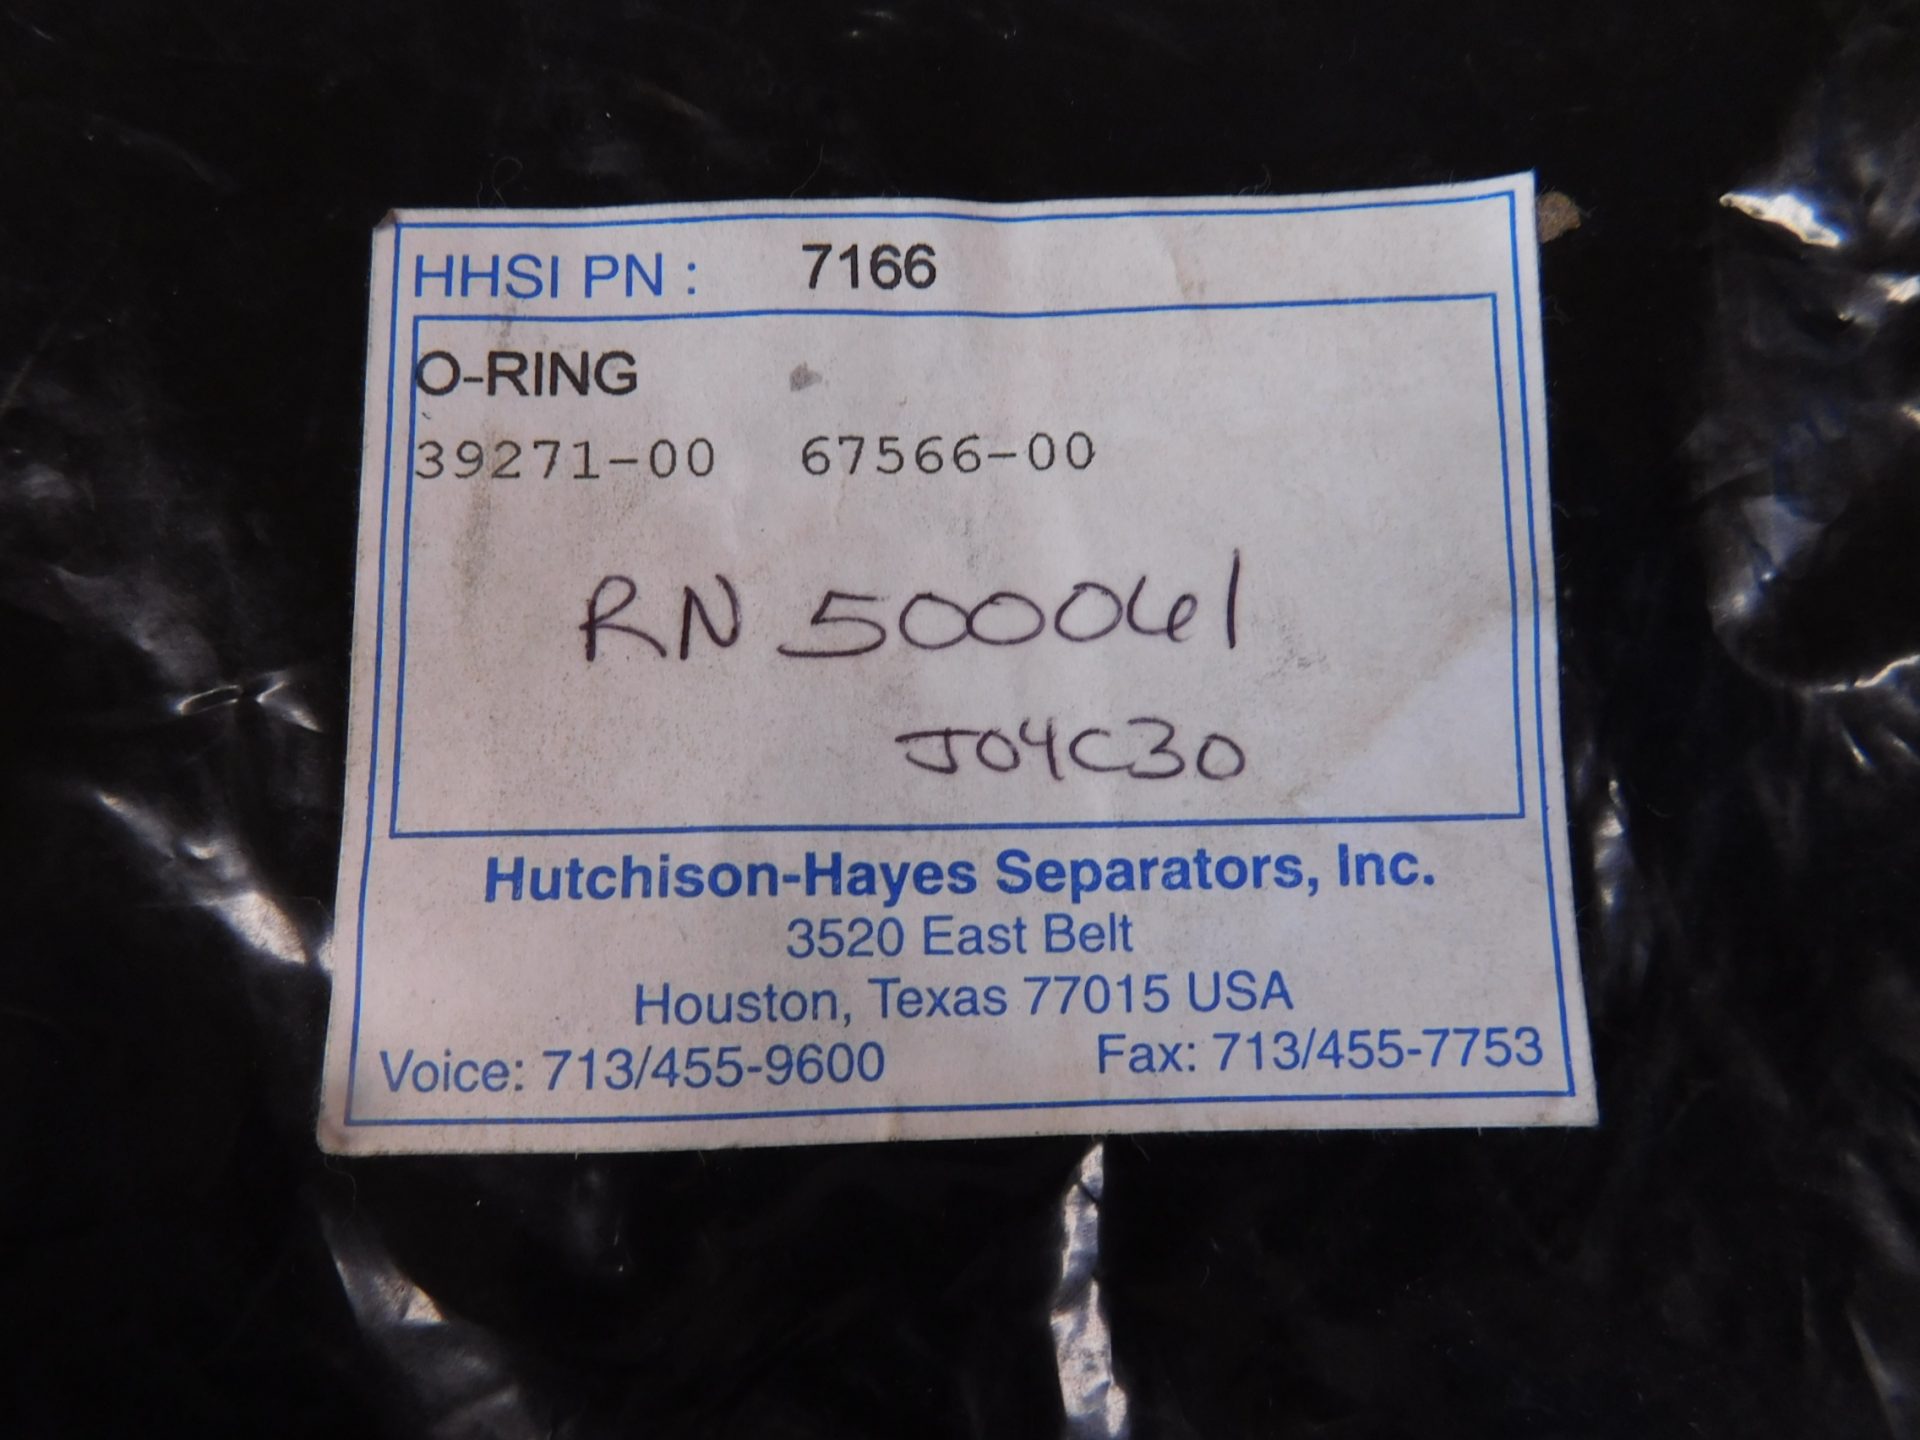 HHSI PN : 7166
O-RING
39271-00 67566-00
RN 500061
J04C30
Hutchison-Hayes Separators, Inc.
3520 East Belt
Houston, Texas 77015 USA
Voice: 713/455-9600 Fax: 713/455-7753